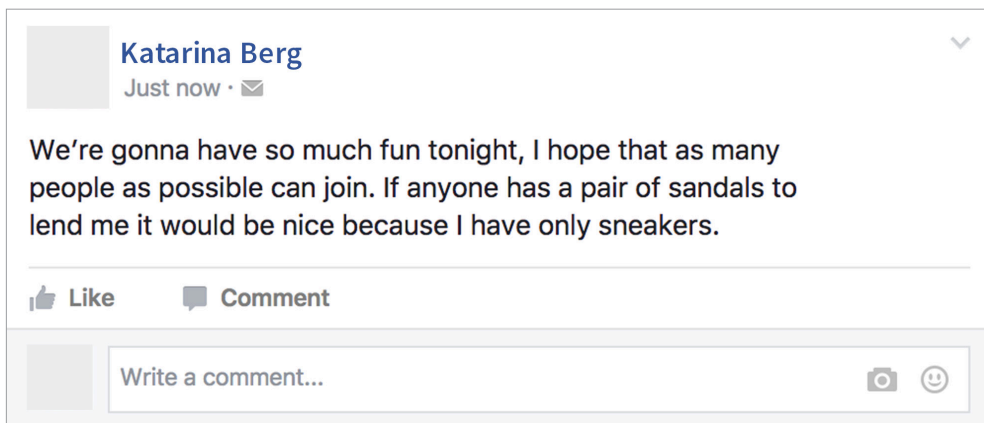 Katarina Berg
Just now ·
We’re gonna have so much fun tonight, I hope that as many
people as possible can join. If anyone has a pair of sandals to
lend me it would be nice because I have only sneakers.
Like Comment
Write a comment...